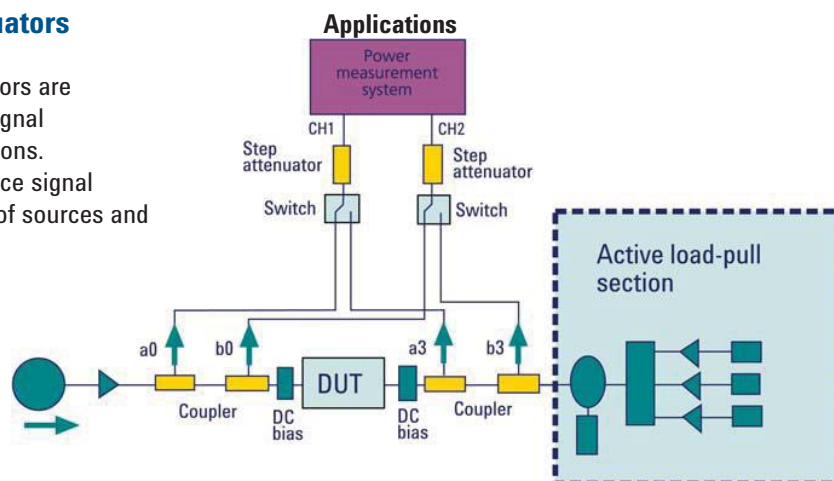 uators
ors are
gnal
ons.
ce signal
of sources and
Applications
Power
measurement
system
CH1
CH2
Step
attenuator
Step
attenuator
Switch
Switch
Active load-pull
section
a0
b0
a3
b3
Coupler
DC
bias
DUT
DC
bias
Coupler